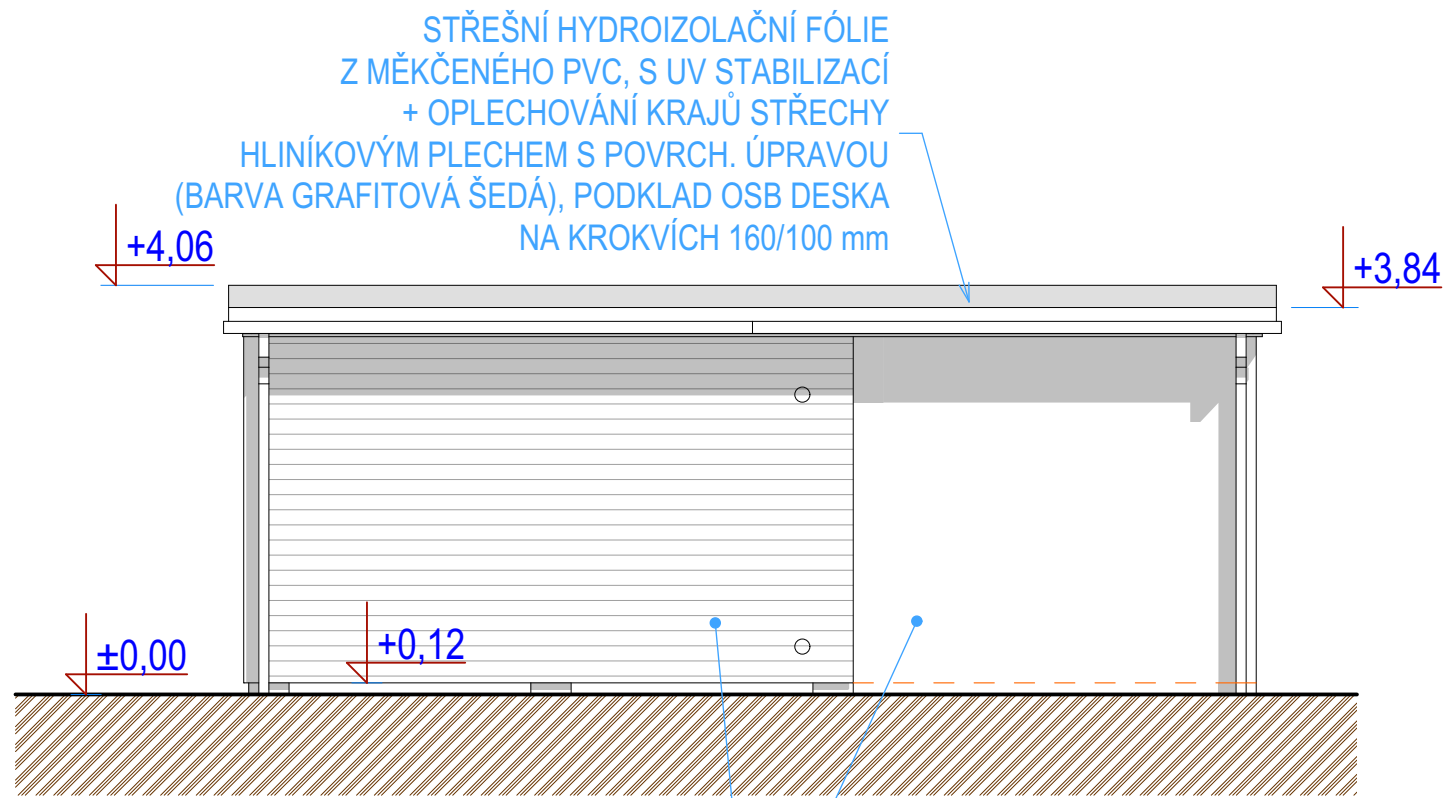 STŘEŠNÍ HYDROIZOLAČNÍ FÓLIE
Z MĚKČENÉHO PVC, S UV STABILIZACÍ
+ OPLECHOVÁNÍ KRAJŮ STŘECHY
HLINÍKOVÝM PLECHEM S POVRCH. ÚPRAVOU
(BARVA GRAFITOVÁ ŠEDÁ), PODKLAD OSB DESKA
NA KROKVÍCH 160/100 mm
+4,06
+3,84
±0,00
+0,12